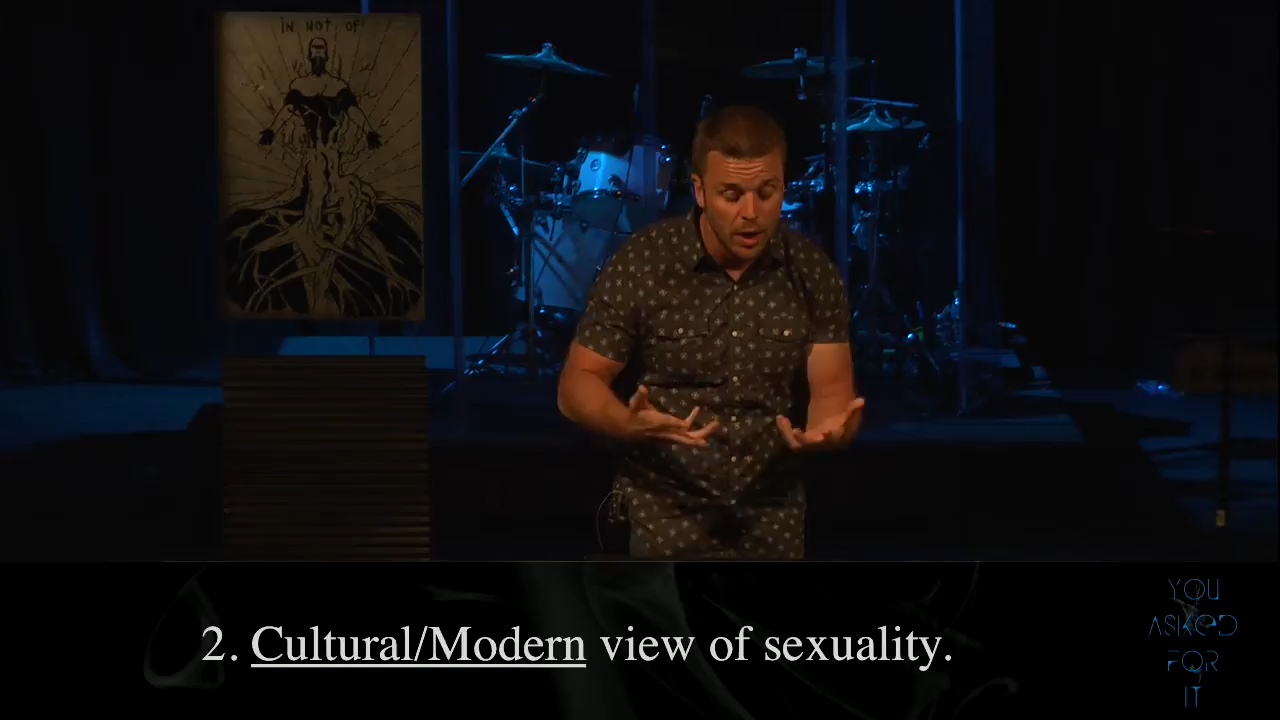 IN NOT OF
2. Cultural/Modern view of sexuality.
YOU
ASKED
FOR
IT